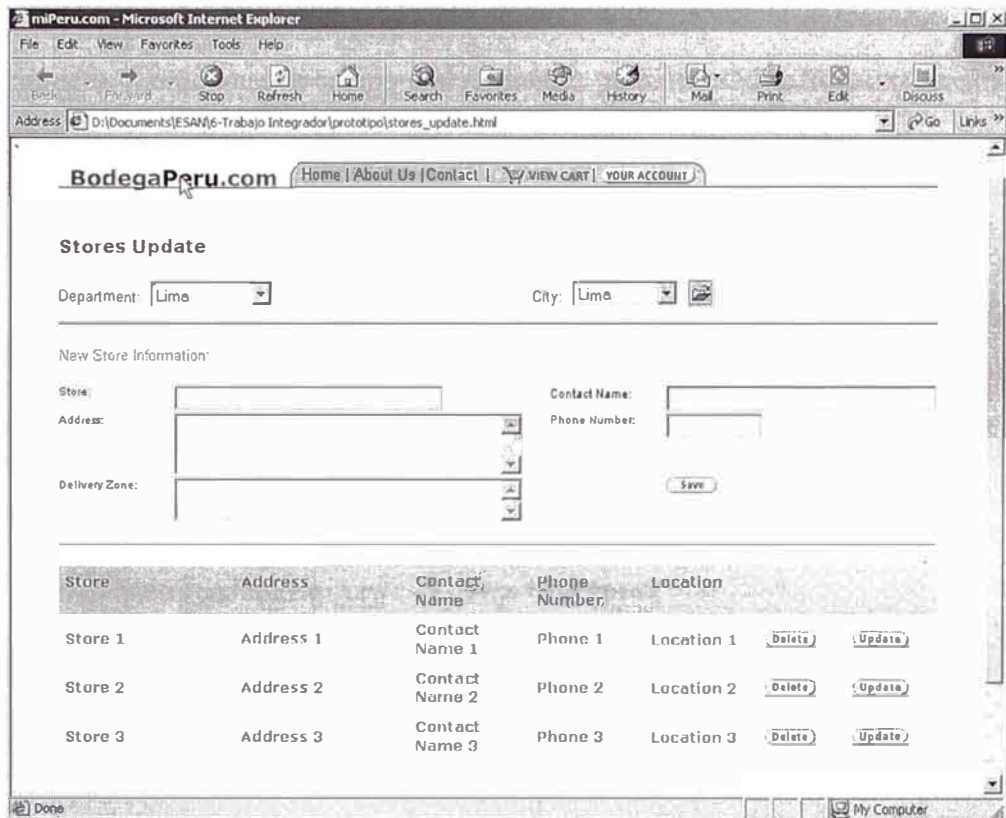 miPeru.com - Microsoft Internet Explorer
File Edit View Favorites Tools Help
Back Forward Stop Refresh Home Search Favorites Media History Mail Print Edit Discuss
Address D:\Documents\ESAN\6-Trabajo Integrador\prototipo\stores_update.html Go Links
BodegaPeru.com Home | About Us | Contact | VIEW CART | YOUR ACCOUNT
Stores Update
Department: Lima City: Lima
New Store Information:
Store: Contact Name:
Address: Phone Number:
Delivery Zone: Save
Store Address Contact Name Phone Number Location
Store 1 Address 1 Contact Name 1 Phone 1 Location 1 Delete Update
Store 2 Address 2 Contact Name 2 Phone 2 Location 2 Delete Update
Store 3 Address 3 Contact Name 3 Phone 3 Location 3 Delete Update
Done My Computer